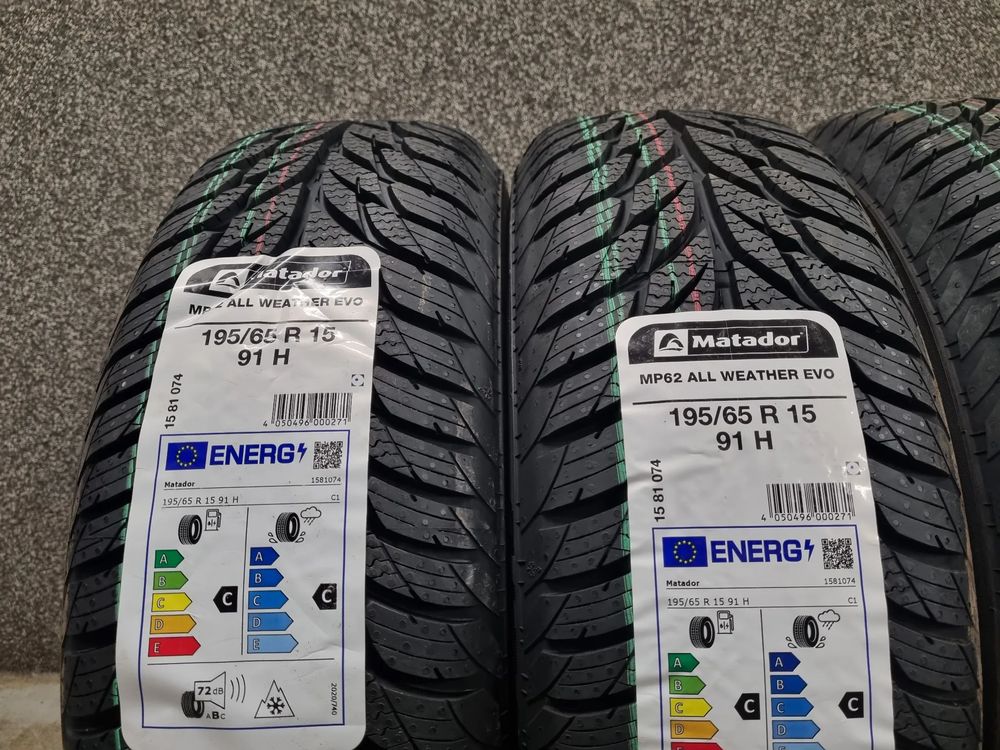 Matador
MP62 ALL WEATHER EVO
195/65 R 15
91 H
15 81 074
4 050496 000271
ENERG
Matador 1581074
195/65 R 15 91 H C1
A A
B B
C C C C
D D
E E
72 dB
ABC
2020/740
Matador
MP62 ALL WEATHER EVO
195/65 R 15
91 H
15 81 074
4 050496 000271
ENERG
Matador 1581074
195/65 R 15 91 H C1
A A
B B
C C C C
D D
E E